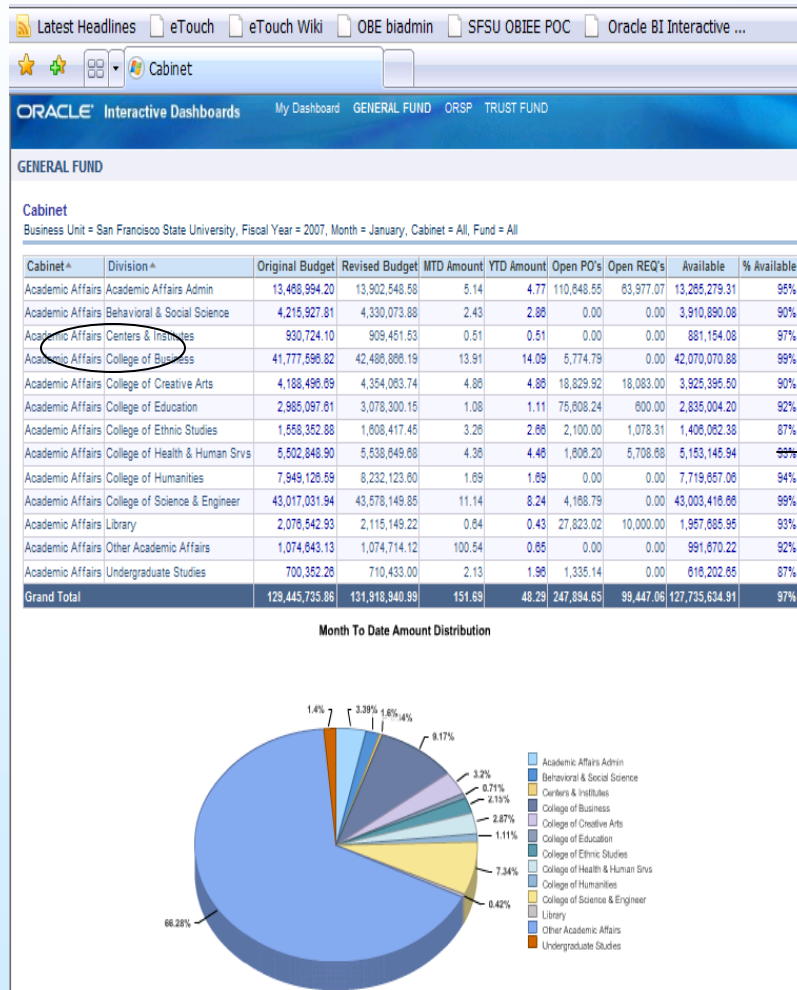 Latest Headlines eTouch eTouch Wiki OBE biadmin SFSU OBIEE POC Oracle BI Interactive ...
Cabinet
ORACLE Interactive Dashboards My Dashboard GENERAL FUND ORSP TRUST FUND
GENERAL FUND
Cabinet
Business Unit = San Francisco State University, Fiscal Year = 2007, Month = January, Cabinet = All, Fund = All
Cabinet Division Original Budget Revised Budget MTD Amount YTD Amount Open PO's Open REQ's Available % Available
Academic Affairs Academic Affairs Admin 13,468,994.20 13,902,548.58 5.14 4.77 110,648.55 63,977.07 13,265,279.31 95%
Academic Affairs Behavioral & Social Science 4,215,927.81 4,330,073.88 2.43 2.86 0.00 0.00 3,910,890.08 90%
Academic Affairs Centers & Institutes 930,724.10 909,451.53 0.51 0.51 0.00 0.00 881,154.08 97%
Academic Affairs College of Business 41,777,596.82 42,486,866.19 13.91 14.09 5,774.79 0.00 42,070,070.88 99%
Academic Affairs College of Creative Arts 4,188,496.69 4,354,063.74 4.86 4.86 18,829.92 18,083.00 3,925,395.50 90%
Academic Affairs College of Education 2,985,097.61 3,078,300.15 1.08 1.11 75,608.24 600.00 2,835,004.20 92%
Academic Affairs College of Ethnic Studies 1,558,352.88 1,608,417.45 3.26 2.66 2,100.00 1,078.31 1,406,062.38 87%
Academic Affairs College of Health & Human Srvs 5,502,848.90 5,538,649.68 4.36 4.46 1,606.20 5,708.68 5,153,145.94 93%
Academic Affairs College of Humanities 7,949,126.59 8,232,123.60 1.69 1.69 0.00 0.00 7,719,657.06 94%
Academic Affairs College of Science & Engineer 43,017,031.94 43,578,149.85 11.14 8.24 4,168.79 0.00 43,003,416.66 99%
Academic Affairs Library 2,076,542.93 2,115,149.22 0.64 0.43 27,823.02 10,000.00 1,957,685.95 93%
Academic Affairs Other Academic Affairs 1,074,643.13 1,074,714.12 100.54 0.65 0.00 0.00 991,670.22 92%
Academic Affairs Undergraduate Studies 700,352.26 710,433.00 2.13 1.96 1,335.14 0.00 616,202.65 87%
Grand Total 129,445,735.86 131,918,940.99 151.69 48.29 247,894.65 99,447.06 127,735,634.91 97%
Month To Date Amount Distribution
1.4% 3.39% 1.6%
9.17%
3.2%
0.71%
2.15%
2.87%
1.11%
7.34%
0.42%
66.28%
Academic Affairs Admin
Behavioral & Social Science
Centers & Institutes
College of Business
College of Creative Arts
College of Education
College of Ethnic Studies
College of Health & Human Srvs
College of Humanities
College of Science & Engineer
Library
Other Academic Affairs
Undergraduate Studies